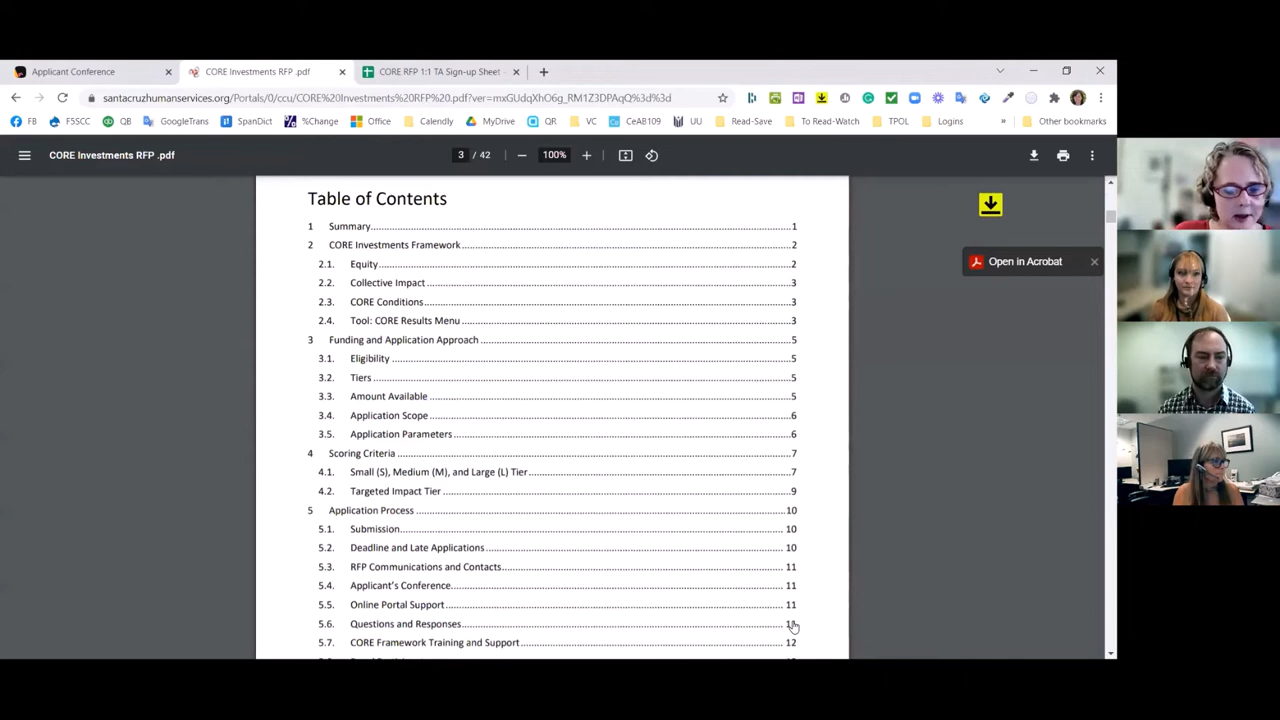 Applicant Conference
CORE Investments RFP .pdf
CORE RFP 1:1 TA Sign-up Sheet
santacruzhumanservices.org/Portals/0/ccu/CORE%20Investments%20RFP%20.pdf?ver=mxGUdqXhO6g_RM1Z3DPAqQ%3d%3d
FB F5SCC QB GoogleTrans SpanDict %Change Office Calendly MyDrive QR VC CeAB109 UU Read-Save To Read-Watch TPOL Logins » Other bookmarks
CORE Investments RFP .pdf 3 / 42 100%
Table of Contents
1 Summary 1
2 CORE Investments Framework 2
2.1. Equity 2
2.2. Collective Impact 3
2.3. CORE Conditions 3
2.4. Tool: CORE Results Menu 3
3 Funding and Application Approach 5
3.1. Eligibility 5
3.2. Tiers 5
3.3. Amount Available 5
3.4. Application Scope 6
3.5. Application Parameters 6
4 Scoring Criteria 7
4.1. Small (S), Medium (M), and Large (L) Tier 7
4.2. Targeted Impact Tier 9
5 Application Process 10
5.1. Submission 10
5.2. Deadline and Late Applications 10
5.3. RFP Communications and Contacts 11
5.4. Applicant's Conference 11
5.5. Online Portal Support 11
5.6. Questions and Responses
5.7. CORE Framework Training and Support 12
Open in Acrobat